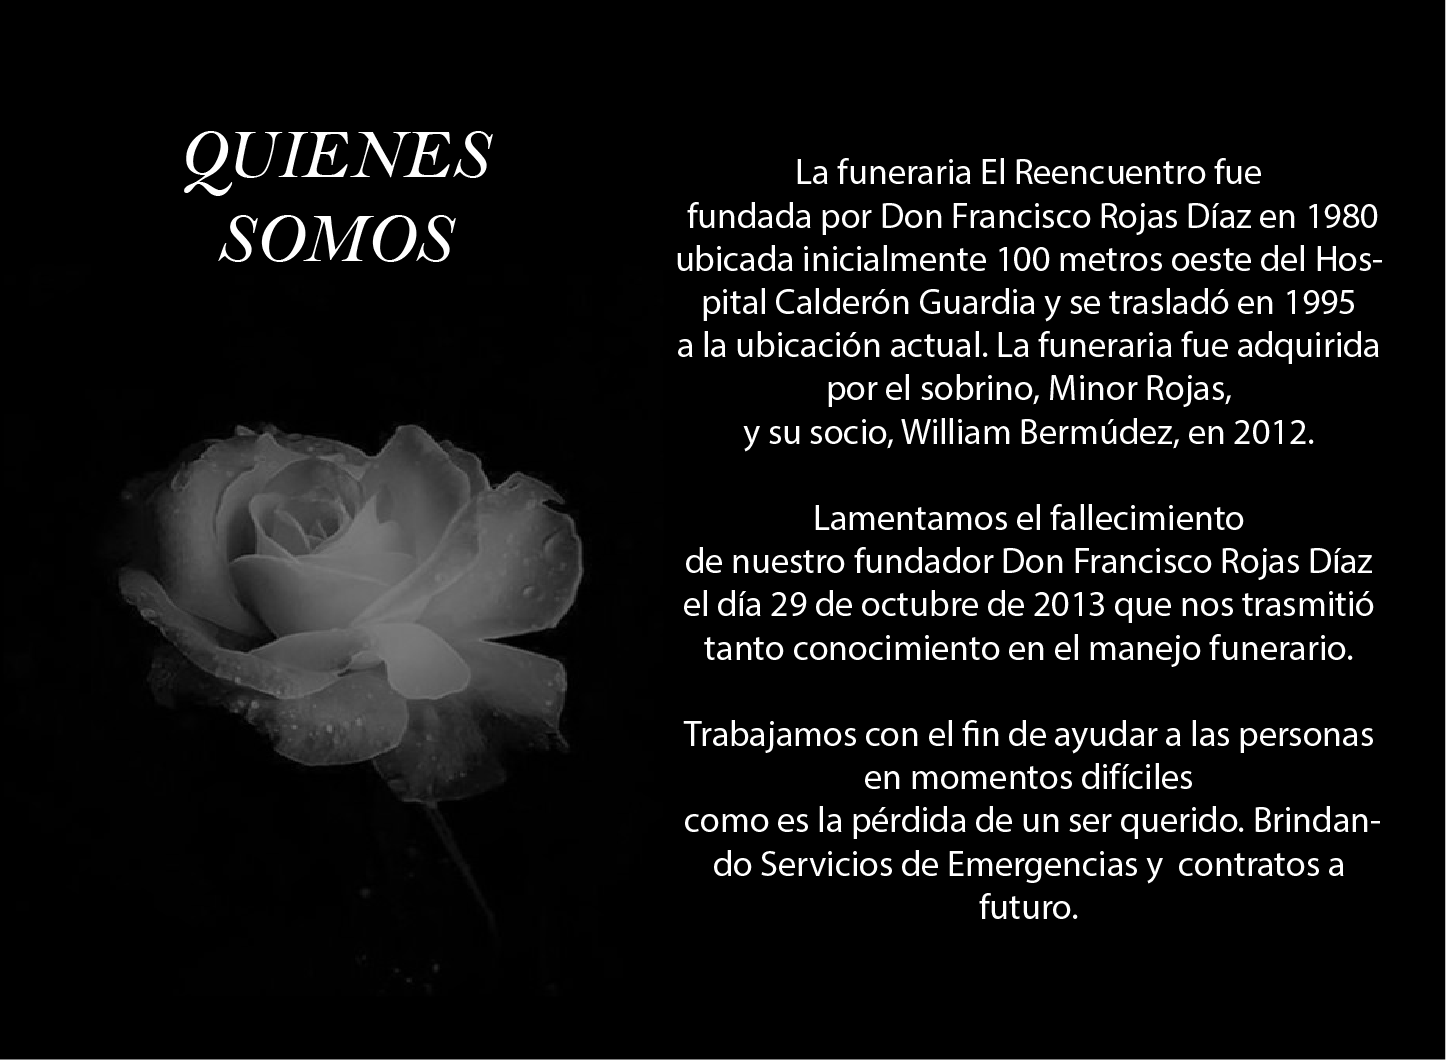 QUIENES
SOMOS
La funeraria El Reencuentro fue
fundada por Don Francisco Rojas Díaz en 1980
ubicada inicialmente 100 metros oeste del Hos-
pital Calderón Guardia y se trasladó en 1995
a la ubicación actual. La funeraria fue adquirida
por el sobrino, Minor Rojas,
y su socio, William Bermúdez, en 2012.
Lamentamos el fallecimiento
de nuestro fundador Don Francisco Rojas Díaz
el día 29 de octubre de 2013 que nos trasmitió
tanto conocimiento en el manejo funerario.
Trabajamos con el fin de ayudar a las personas
en momentos difíciles
como es la pérdida de un ser querido. Brindan-
do Servicios de Emergencias y  contratos a
futuro.